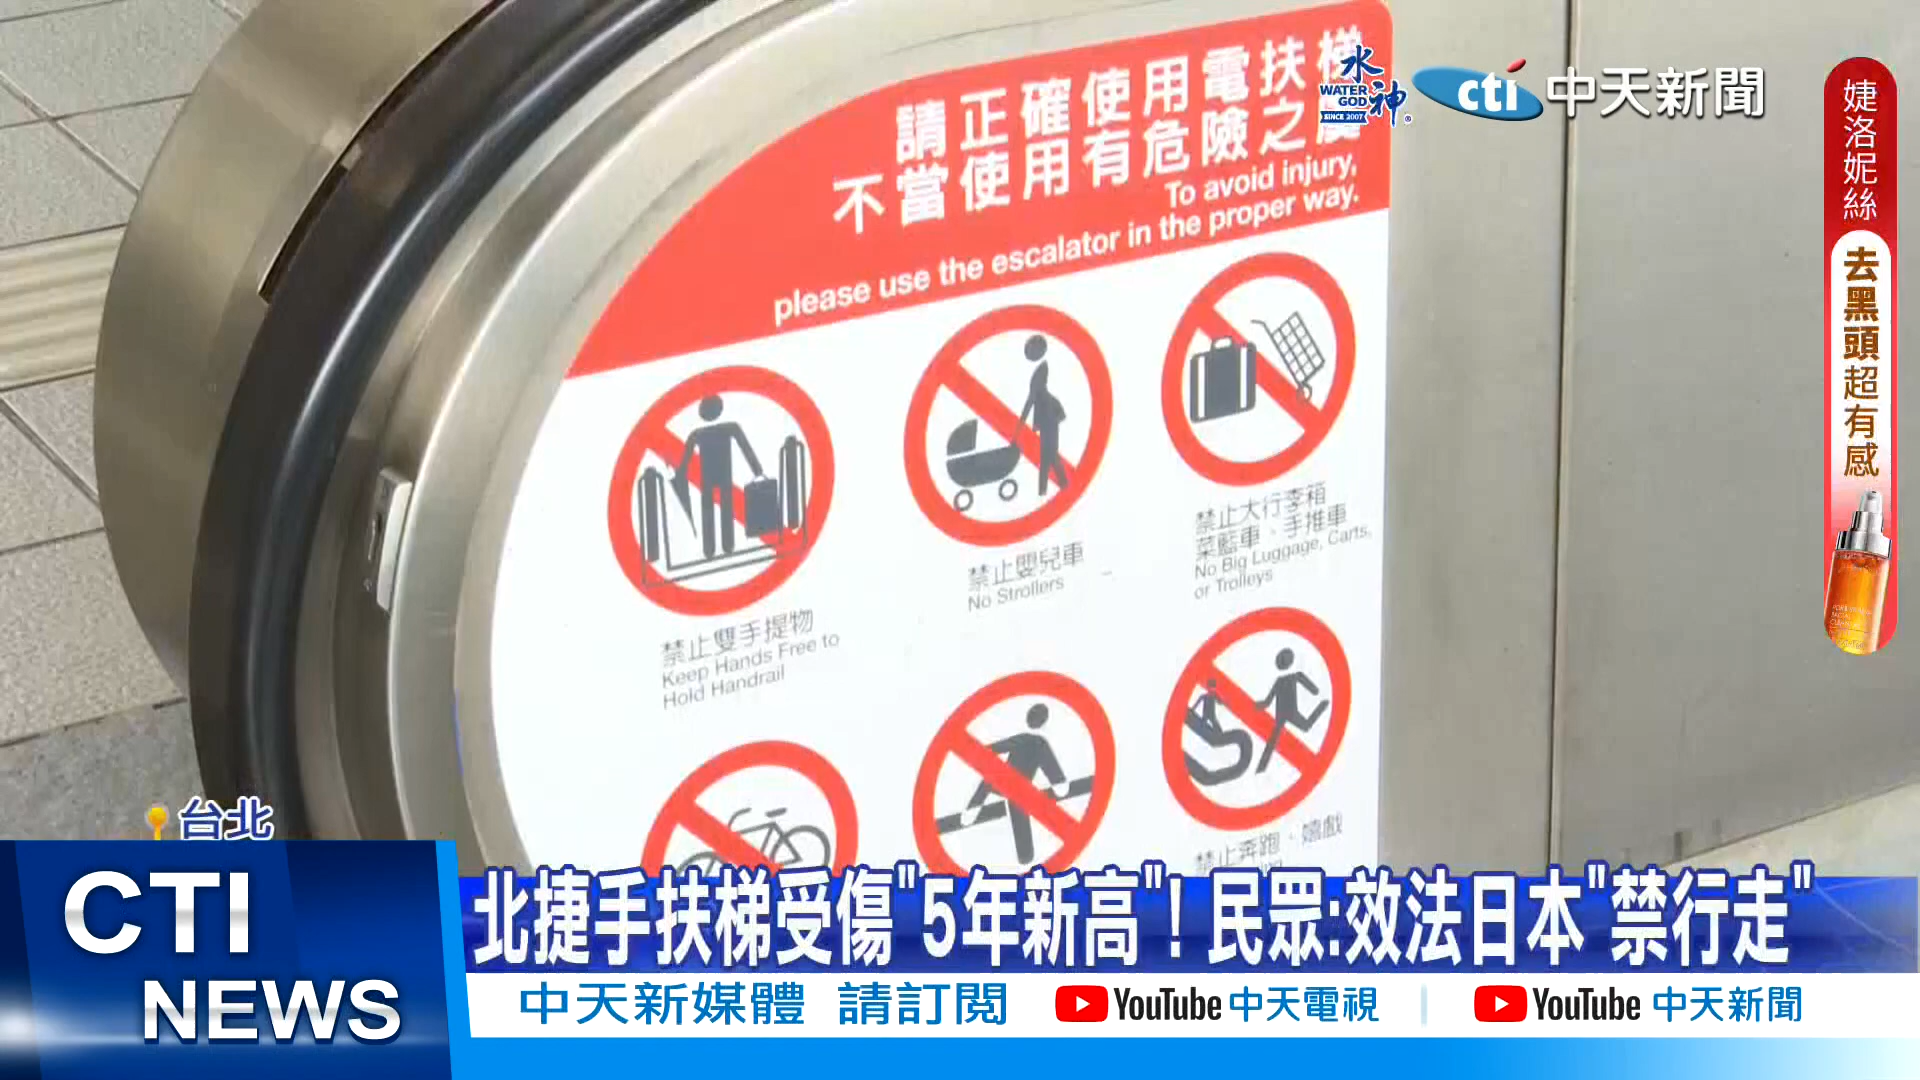 請正確使用電扶梯
不當使用有危險之虞
To avoid injury,
please use the escalator in the proper way.
水神
WATER GOD
SINCE 2007
cti 中天新聞
婕洛妮絲
去黑頭超有感
禁止雙手提物
Keep Hands Free to
Hold Handrail
禁止嬰兒車
No Strollers
禁止大行李箱
菜籃車、手推車
No Big Luggage, Carts,
or Trolleys
禁止奔跑、嬉戲
台北
CTI
NEWS
北捷手扶梯受傷"5年新高"! 民眾:效法日本"禁行走"
中天新媒體 請訂閱 YouTube 中天電視 | YouTube 中天新聞